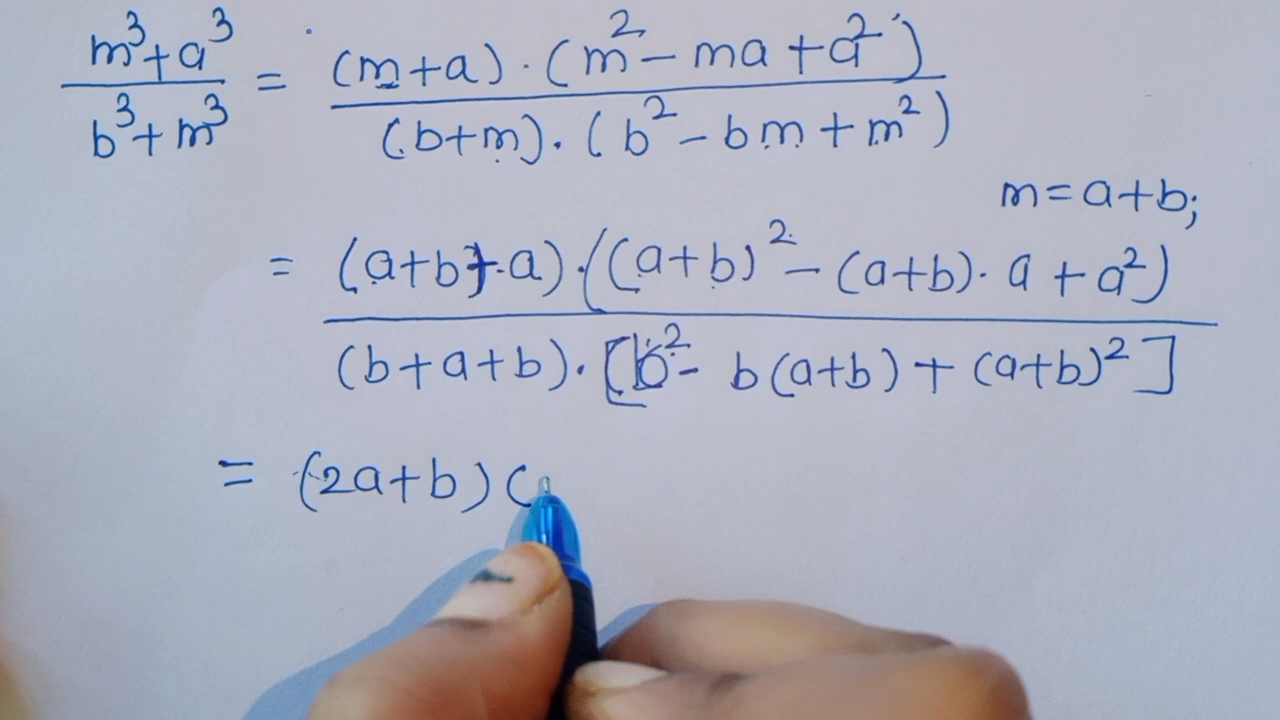 m³+a³ / b³+m³ = (m+a)·(m²-ma+a²) / (b+m)·(b²-bm+m²)
m=a+b;
= (a+b+a)·((a+b)²-(a+b)·a+a²) / (b+a+b)·[b²-b(a+b)+(a+b)²]
= (2a+b)(